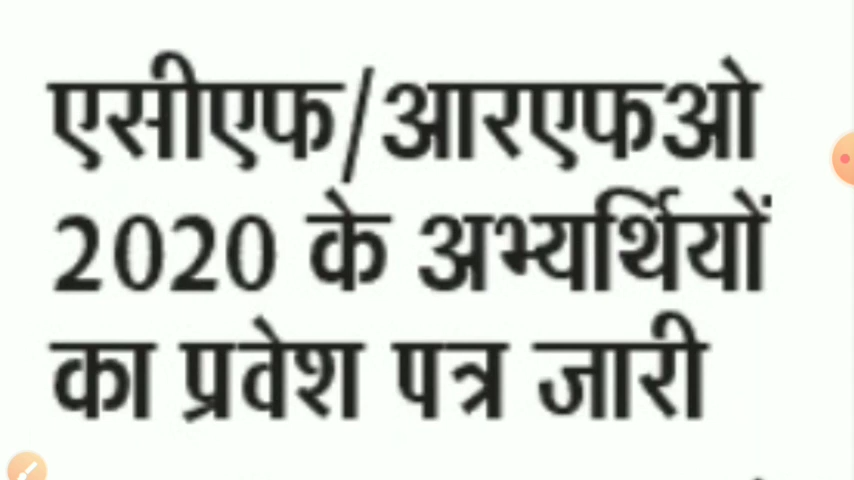 एसीएफ/आरएफओ
2020 के अभ्यर्थियों
का प्रवेश पत्र जारी